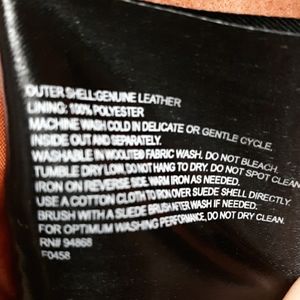 OUTER SHELL:GENUINE LEATHER
LINING: 100% POLYESTER
MACHINE WASH COLD IN DELICATE OR GENTLE CYCLE.
INSIDE OUT AND SEPARATELY.
WASHABLE IN WOOLITE® FABRIC WASH. DO NOT BLEACH.
TUMBLE DRY LOW. DO NOT HANG TO DRY. DO NOT SPOT CLEAN
IRON ON REVERSE SIDE. WARM IRON AS NEEDED.
USE A COTTON CLOTH TO IRON OVER SUEDE SHELL DIRECTLY.
BRUSH WITH A SUEDE BRUSH AFTER WASH IF NEEDED.
FOR OPTIMUM WASHING PERFORMANCE, DO NOT DRY CLEAN.
RN# 94868
F0458